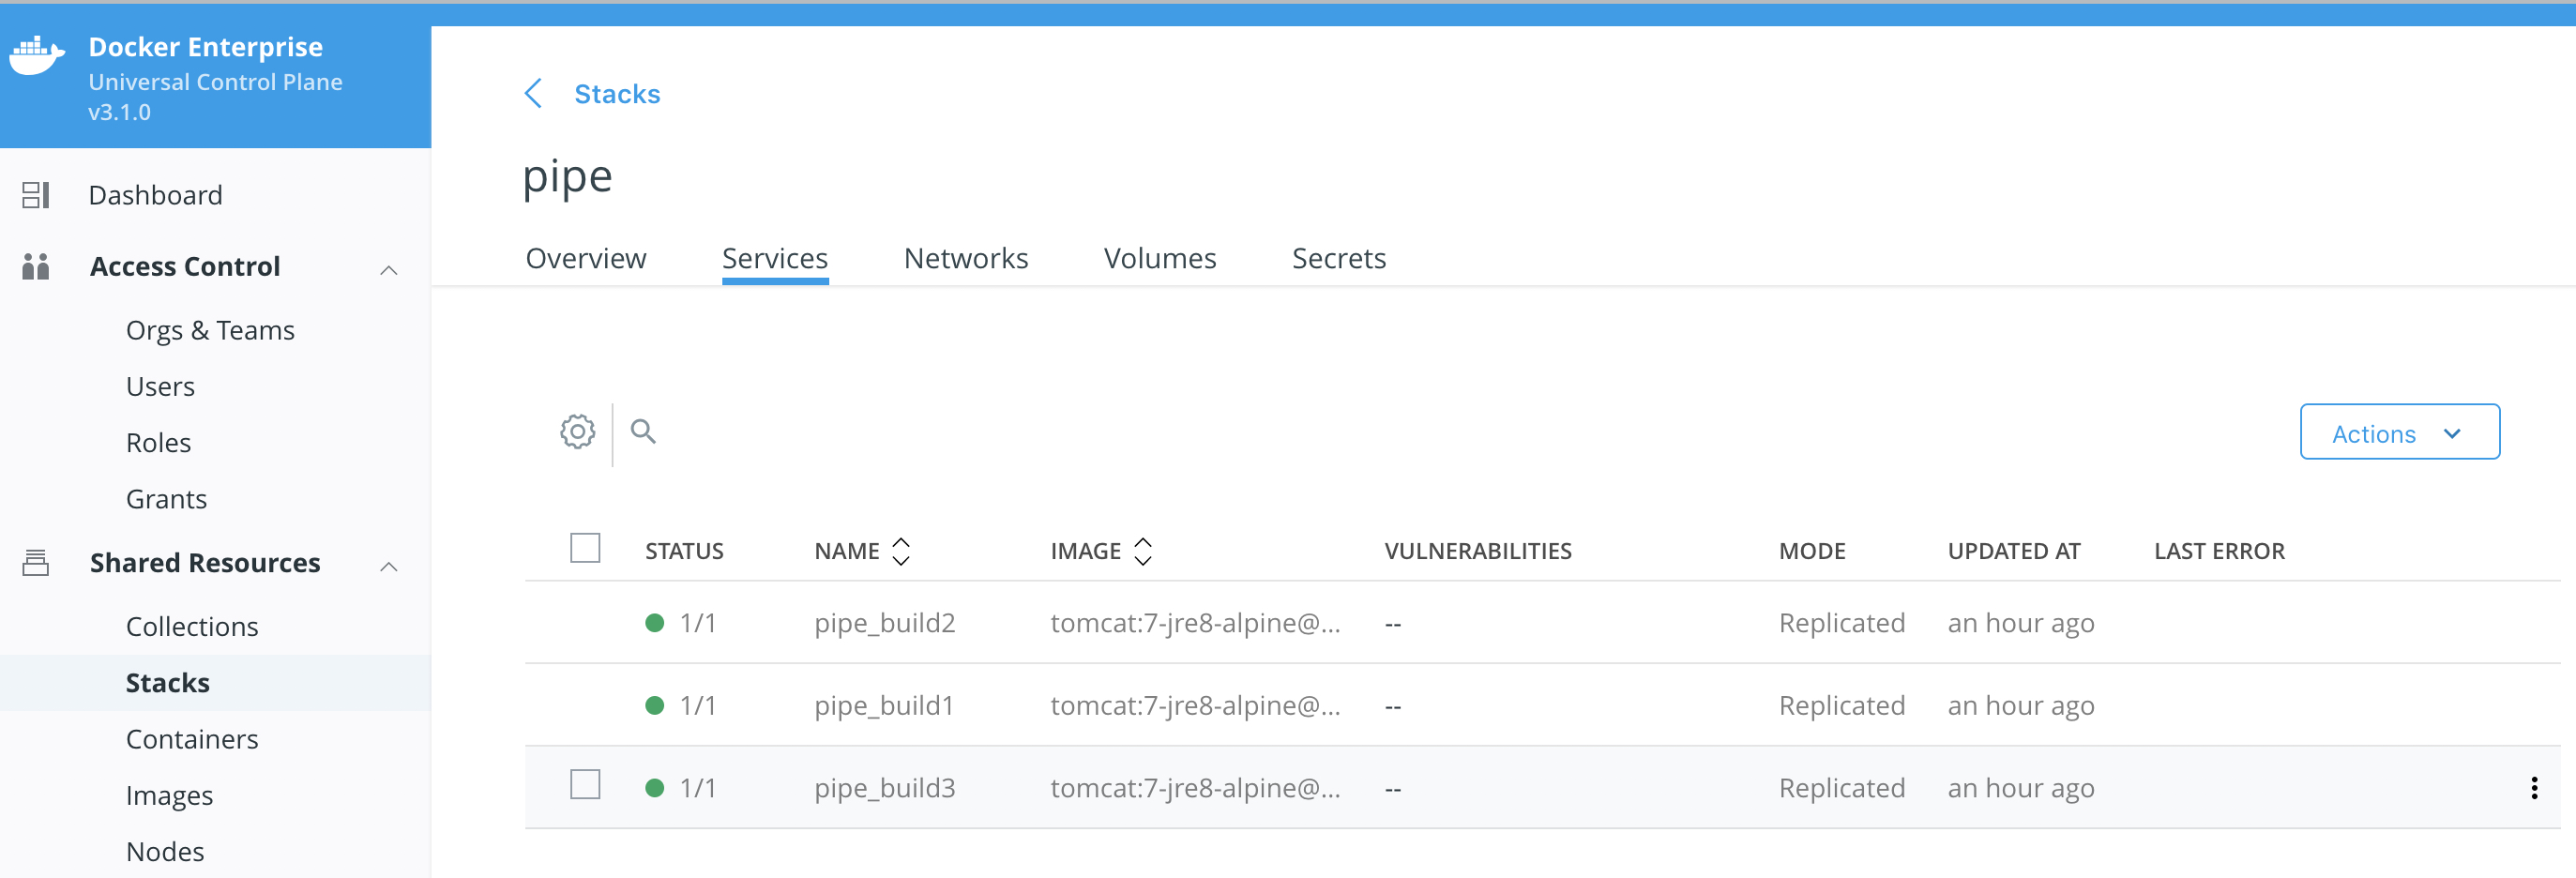 Docker Enterprise
Universal Control Plane
v3.1.0
Dashboard
Access Control
Orgs & Teams
Users
Roles
Grants
Shared Resources
Collections
Stacks
Containers
Images
Nodes
Stacks
pipe
Overview Services Networks Volumes Secrets
Actions
STATUS NAME IMAGE VULNERABILITIES MODE UPDATED AT LAST ERROR
1/1 pipe_build2 tomcat:7-jre8-alpine@... -- Replicated an hour ago
1/1 pipe_build1 tomcat:7-jre8-alpine@... -- Replicated an hour ago
1/1 pipe_build3 tomcat:7-jre8-alpine@... -- Replicated an hour ago